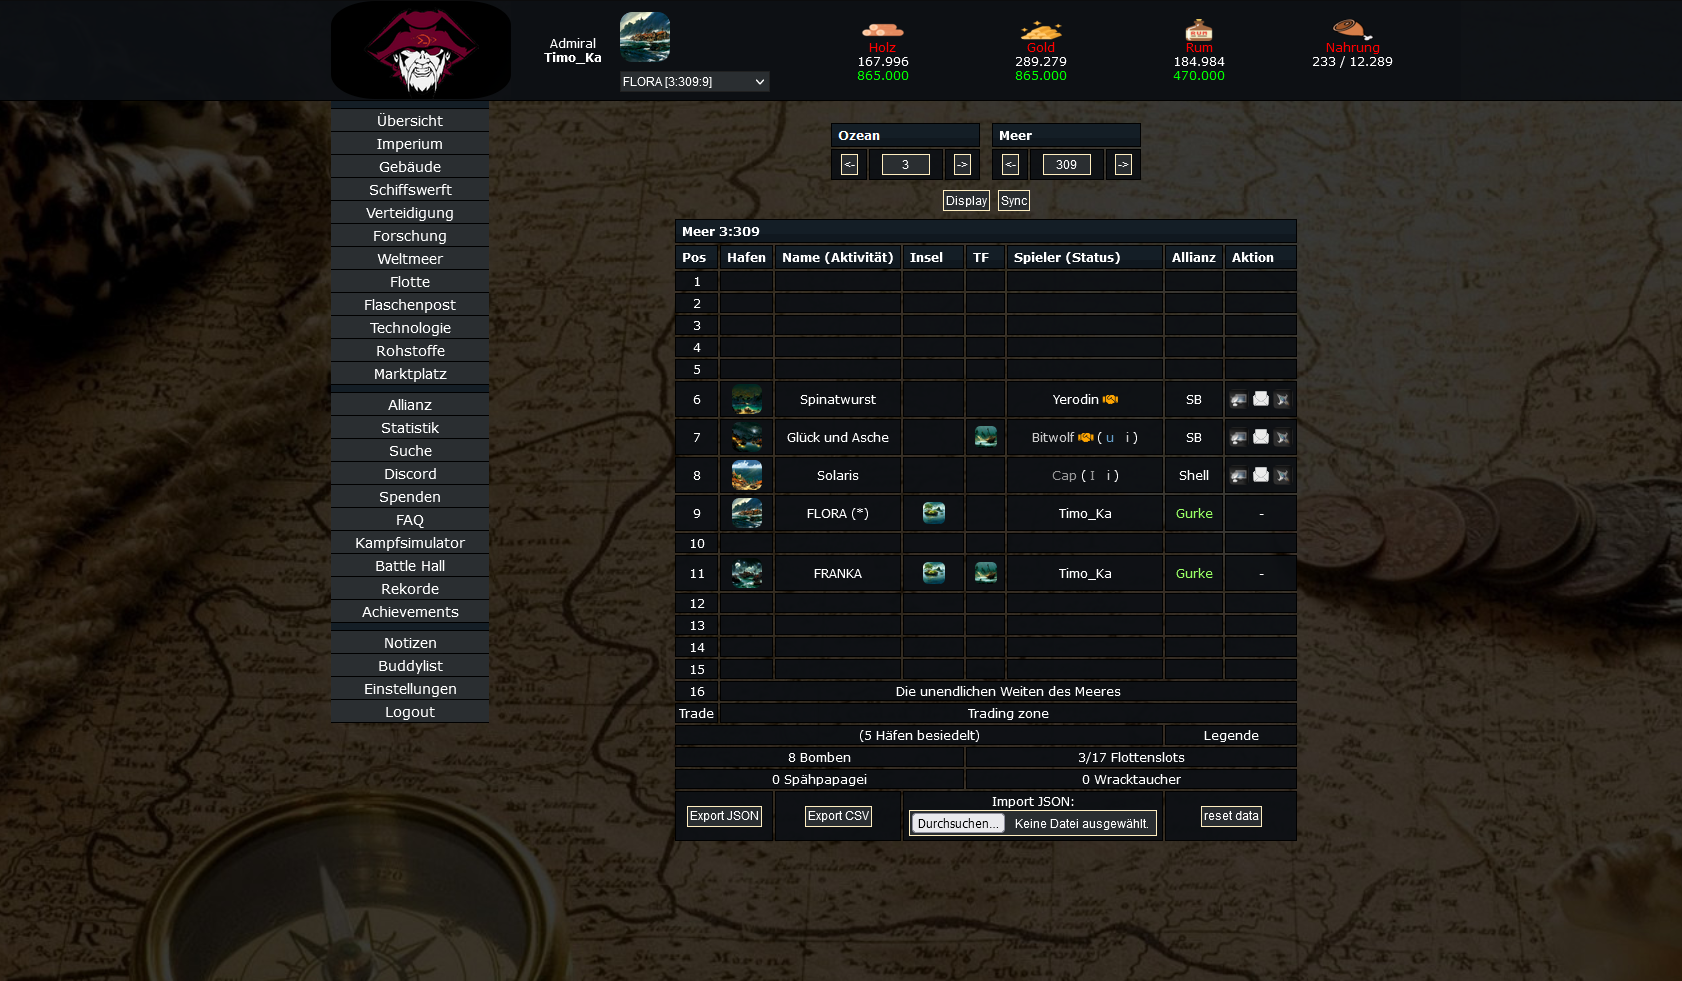 Admiral
Timo_Ka
FLORA [3:309:9]
Holz
167.996
865.000
Gold
289.279
865.000
Rum
184.984
470.000
Nahrung
233 / 12.289
Übersicht
Imperium
Gebäude
Schiffswerft
Verteidigung
Forschung
Weltmeer
Flotte
Flaschenpost
Technologie
Rohstoffe
Marktplatz
Allianz
Statistik
Suche
Discord
Spenden
FAQ
Kampfsimulator
Battle Hall
Rekorde
Achievements
Notizen
Buddylist
Einstellungen
Logout
Ozean
<- 3 ->
Meer
<- 309 ->
Display Sync
Meer 3:309
Pos Hafen Name (Aktivität) Insel TF Spieler (Status) Allianz Aktion
1
2
3
4
5
6 Spinatwurst Yerodin SB
7 Glück und Asche Bitwolf ( u i ) SB
8 Solaris Cap ( I i ) Shell
9 FLORA (*) Timo_Ka Gurke -
10
11 FRANKA Timo_Ka Gurke -
12
13
14
15
16 Die unendlichen Weiten des Meeres
Trade Trading zone
(5 Häfen besiedelt) Legende
8 Bomben 3/17 Flottenslots
0 Spähpapagei 0 Wracktaucher
Export JSON Export CSV Import JSON: Durchsuchen... Keine Datei ausgewählt. reset data